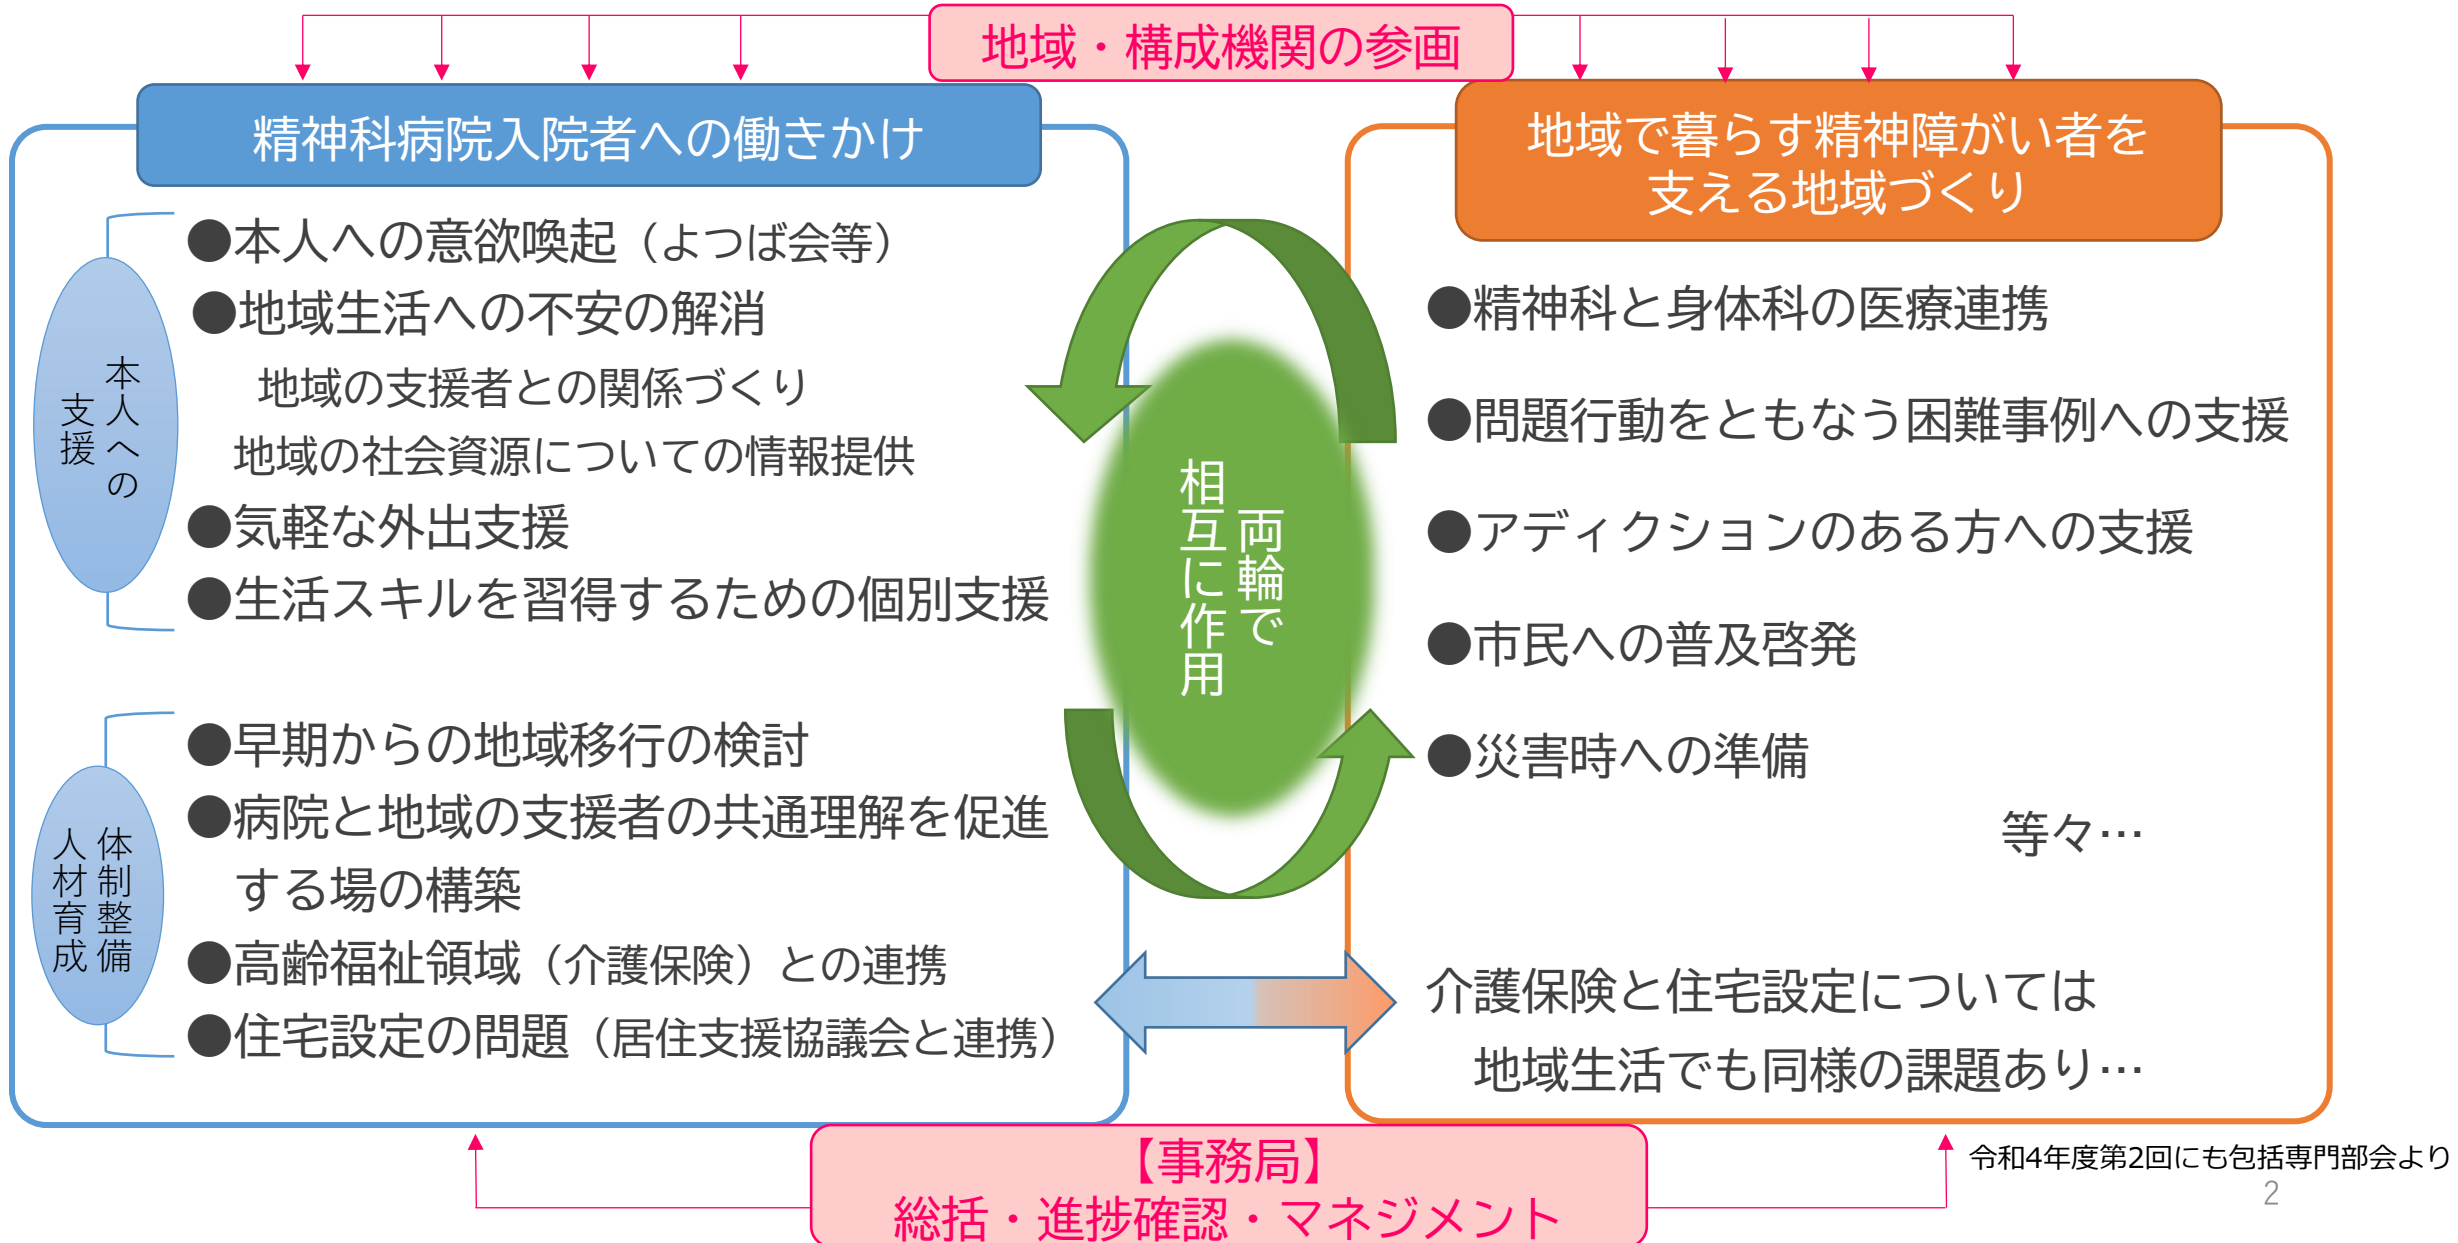 地域・構成機関の参画
精神科病院入院者への働きかけ
本人への
支援
●本人への意欲喚起（よつば会等）
●地域生活への不安の解消
地域の支援者との関係づくり
地域の社会資源についての情報提供
●気軽な外出支援
●生活スキルを習得するための個別支援
体制整備
人材育成
●早期からの地域移行の検討
●病院と地域の支援者の共通理解を促進
する場の構築
●高齢福祉領域（介護保険）との連携
●住宅設定の問題（居住支援協議会と連携）
両輪で
相互に作用
地域で暮らす精神障がい者を
支える地域づくり
●精神科と身体科の医療連携
●問題行動をともなう困難事例への支援
●アディクションのある方への支援
●市民への普及啓発
●災害時への準備
等々…
介護保険と住宅設定については
地域生活でも同様の課題あり…
【事務局】
総括・進捗確認・マネジメント
令和4年度第2回にも包括専門部会より
2